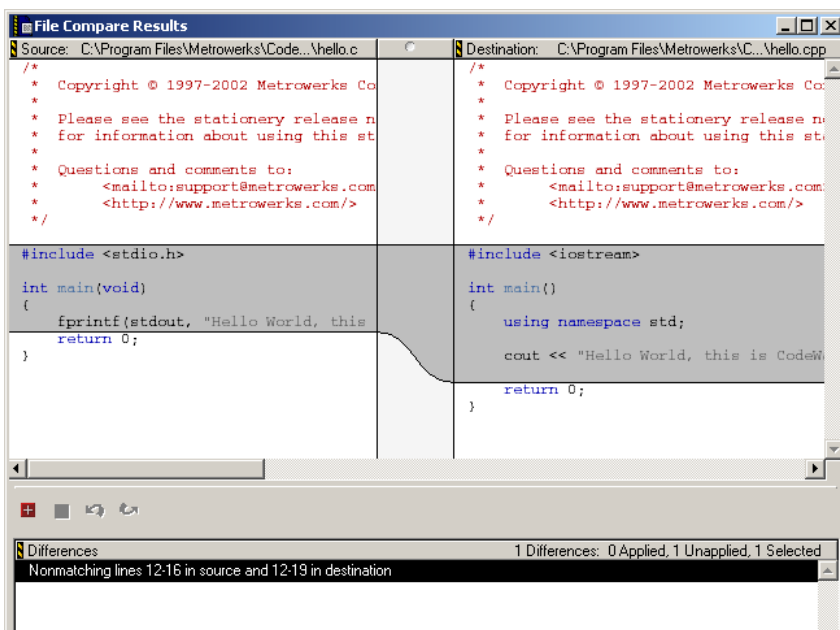 File Compare Results
Source: C:\Program Files\Metrowerks\Code...\hello.c
Destination: C:\Program Files\Metrowerks\C...\hello.cpp
/*
* Copyright © 1997-2002 Metrowerks Co
*
* Please see the stationery release n
* for information about using this st
*
* Questions and comments to:
* <mailto:support@metrowerks.com
* <http://www.metrowerks.com/>
*/
#include <stdio.h>
int main(void)
{
fprintf(stdout, "Hello World, this
return 0;
}
/*
* Copyright © 1997-2002 Metrowerks Co
*
* Please see the stationery release n
* for information about using this st
*
* Questions and comments to:
* <mailto:support@metrowerks.com
* <http://www.metrowerks.com/>
*/
#include <iostream>
int main()
{
using namespace std;
cout << "Hello World, this is CodeW
return 0;
}
Differences
1 Differences: 0 Applied, 1 Unapplied, 1 Selected
Nonmatching lines 12-16 in source and 12-19 in destination